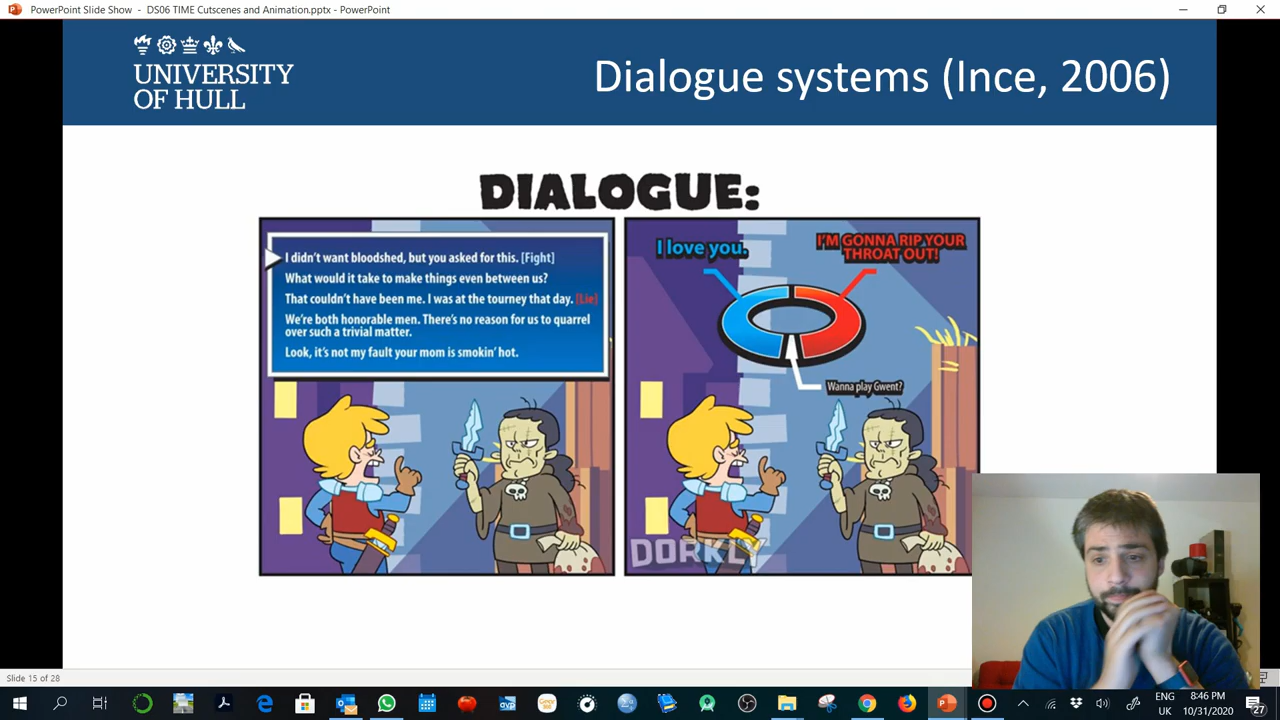 PowerPoint Slide Show - DS06 TIME Cutscenes and Animation.pptx - PowerPoint
UNIVERSITY
OF HULL
Dialogue systems (Ince, 2006)
DIALOGUE:
I didn't want bloodshed, but you asked for this. [Fight]
What would it take to make things even between us?
That couldn't have been me. I was at the tourney that day. [Lie]
We're both honorable men. There's no reason for us to quarrel
over such a trivial matter.
Look, it's not my fault your mom is smokin' hot.
I love you.
I'M GONNA RIP YOUR
THROAT OUT!
Wanna play Gwent?
DORKLY
Slide 15 of 28
ENG
UK
8:46 PM
10/31/2020
27